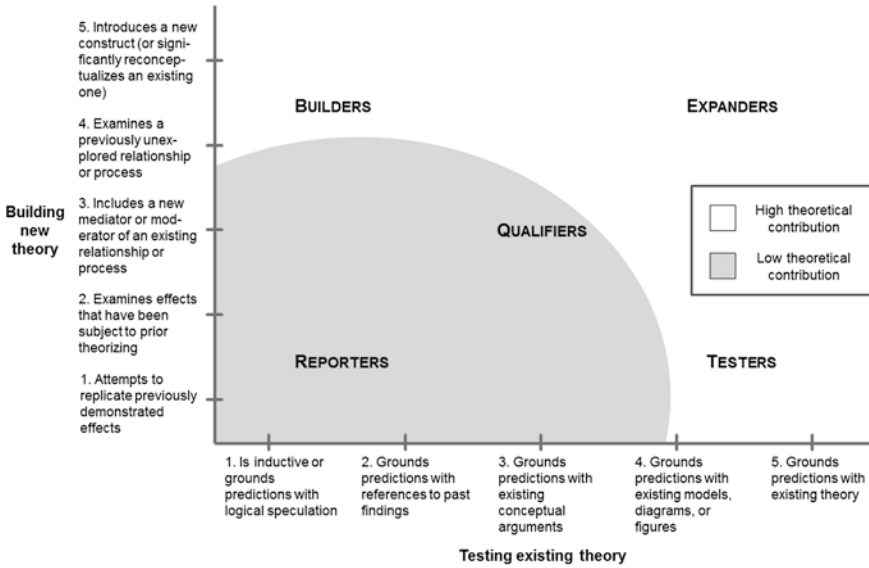 5. Introduces a new
construct (or signi-
ficantly reconcep-
tualizes an existing
one)
BUILDERS
EXPANDERS
4. Examines a
previously unex-
plored relationship
or process
Building
new
theory
3. Includes a new
mediator or mod-
erator of an existing
relationship or
process
QUALIFIERS
High theoretical
contribution
Low theoretical
contribution
2. Examines effects
that have been
subject to prior
theorizing
REPORTERS
TESTERS
1. Attempts to
replicate previously
demonstrated
effects
1. Is inductive or
grounds
predictions with
logical speculation
2. Grounds
predictions with
references to past
findings
3. Grounds
predictions with
existing
conceptual
arguments
4. Grounds
predictions with
existing models,
diagrams, or
figures
5. Grounds
predictions with
existing theory
Testing existing theory